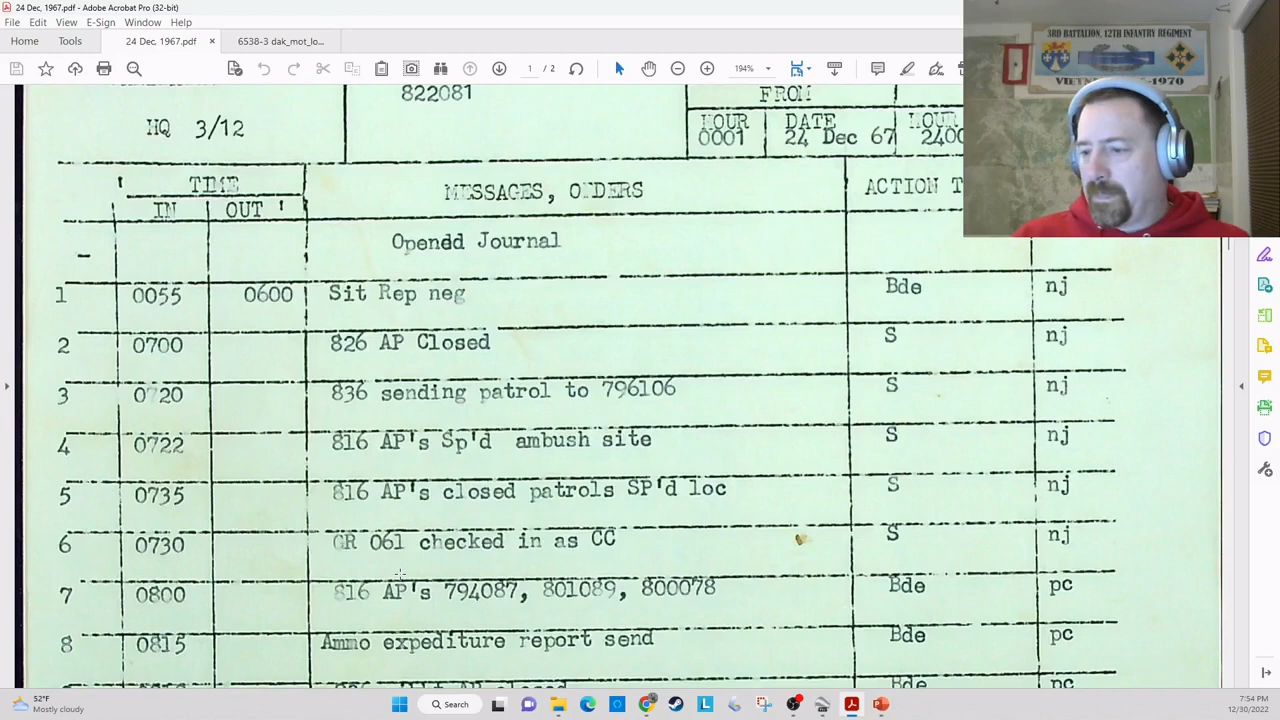 24 Dec, 1967.pdf - Adobe Acrobat Pro (32-bit)
File Edit View E-Sign Window Help
Home Tools 24 Dec, 1967.pdf × 6538-3 dak_mot_lo...
1 / 2 194%
3RD BATTALION, 12TH INFANTRY REGIMENT
1970
822081 FROM
HQ 3/12 HOUR DATE HOUR
0001 24 Dec 67 2400
TIME MESSAGES, ORDERS ACTION T
IN OUT
Openéd Journal
1 0055 0600 Sit Rep neg Bde nj
2 0700 826 AP Closed S nj
3 0720 836 sending patrol to 796106 S nj
4 0722 816 AP's Sp'd ambush site S nj
5 0735 816 AP's closed patrols SP'd loc S nj
6 0730 GR 061 checked in as CC S nj
7 0800 816 AP's 794087, 801089, 800078 Bde pc
8 0815 Ammo expediture report send Bde pc
52°F
Mostly cloudy
Search
7:54 PM
12/30/2022